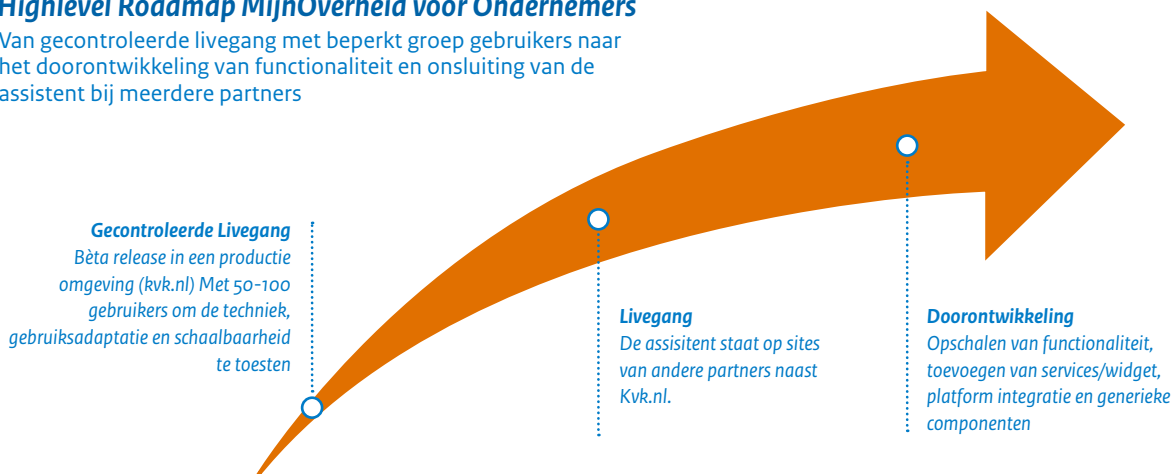 Highlevel Roadmap MijnOverheid voor Ondernemers
Van gecontroleerde livegang met beperkt groep gebruikers naar
het doorontwikkeling van functionaliteit en onsluiting van de
assistent bij meerdere partners
Gecontroleerde Livegang
Bèta release in een productie
omgeving (kvk.nl) Met 50-100
gebruikers om de techniek,
gebruiksadaptatie en schaalbaarheid
te toesten
Livegang
De assisitent staat op sites
van andere partners naast
Kvk.nl.
Doorontwikkeling
Opschalen van functionaliteit,
toevoegen van services/widget,
platform integratie en generieke
componenten